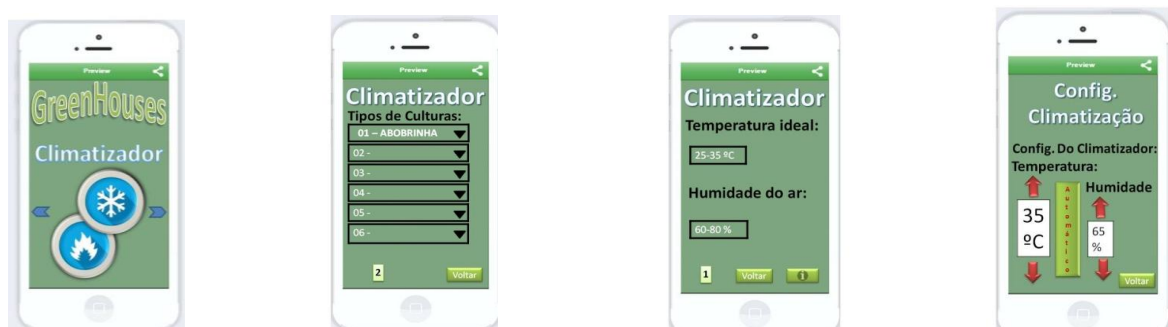 Preview
GreenHouses
Climatizador
Preview
Climatizador
Tipos de Culturas:
01 – ABOBRINHA
02 -
03 -
04 -
05 -
06 -
2
Voltar
Preview
Climatizador
Temperatura ideal:
25-35 ºC
Humidade do ar:
60-80 %
1
Voltar
i
Preview
Config.
Climatização
Config. Do Climatizador:
Temperatura:
Humidade
35
ºC
Automático
65
%
Voltar